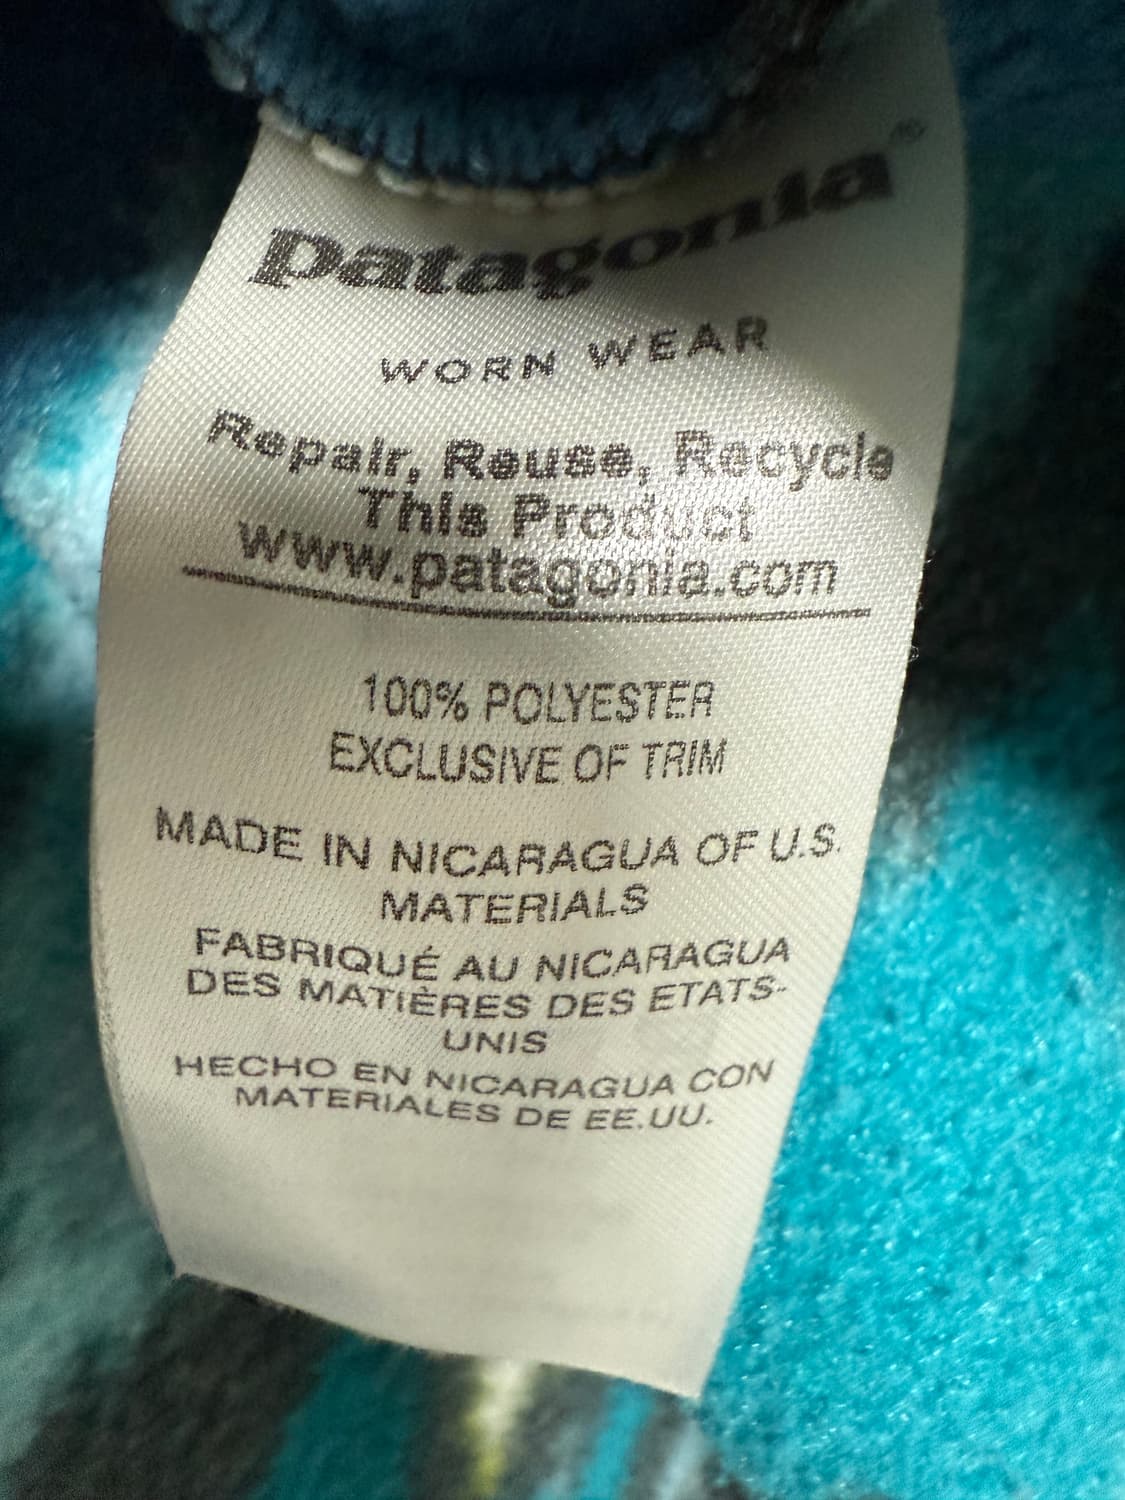 patagonia®
WORN WEAR
Repair, Reuse, Recycle
This Product
www.patagonia.com
100% POLYESTER
EXCLUSIVE OF TRIM
MADE IN NICARAGUA OF U.S.
MATERIALS
FABRIQUÉ AU NICARAGUA
DES MATIÈRES DES ETATS-
UNIS
HECHO EN NICARAGUA CON
MATERIALES DE EE.UU.